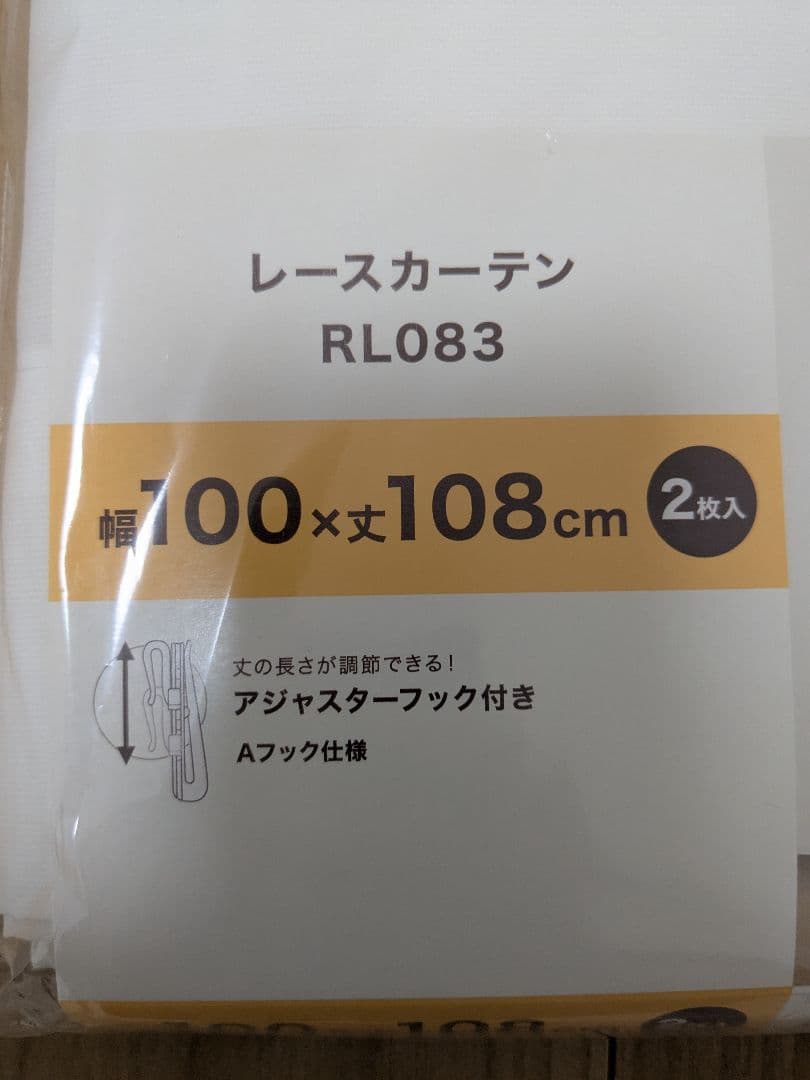 レースカーテン
RL083
幅100×丈108cm 2枚入
丈の長さが調節できる!
アジャスターフック付き
Aフック仕様